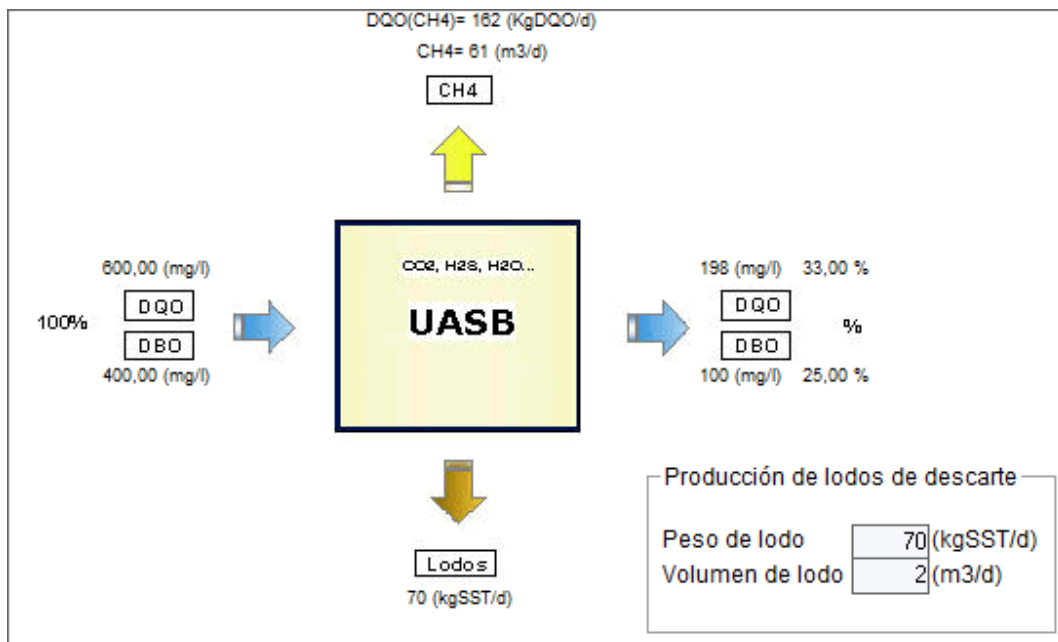 DQO(CH4)= 162 (KgDQO/d)
CH4= 61 (m3/d)
CH4
600,00 (mg/l)
100%
DQO
DBO
400,00 (mg/l)
CO2, H2S, H2O...
UASB
198 (mg/l) 33,00 %
DQO
%
DBO
100 (mg/l) 25,00 %
Lodos
70 (kgSST/d)
Producción de lodos de descarte
Peso de lodo 70 (kgSST/d)
Volumen de lodo 2 (m3/d)